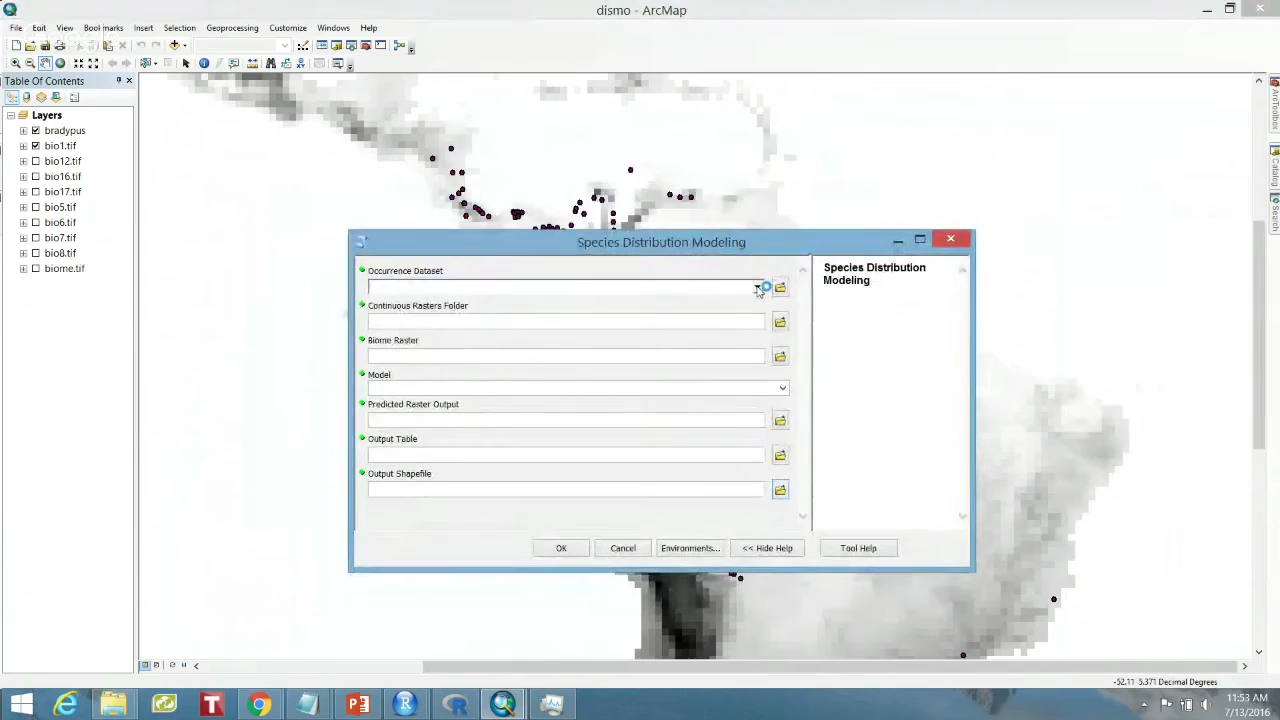 dismo - ArcMap
File Edit View Bookmarks Insert Selection Geoprocessing Customize Windows Help
Table Of Contents
Layers
bradypus
bio1.tif
bio12.tif
bio16.tif
bio17.tif
bio5.tif
bio6.tif
bio7.tif
bio8.tif
biome.tif
ArcToolbox
Catalog
Search
Species Distribution Modeling
Occurrence Dataset
Continuous Rasters Folder
Biome Raster
Model
Predicted Raster Output
Output Table
Output Shapefile
OK
Cancel
Environments...
<< Hide Help
Species Distribution
Modeling
Tool Help
-52.11 5.371 Decimal Degrees
11:53 AM
7/13/2016